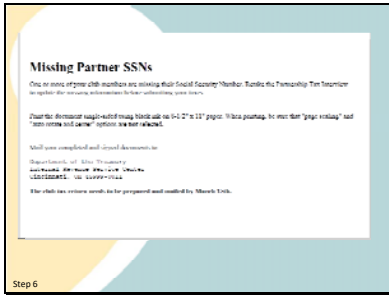 Missing Partner SSNs
One or more of your club members are missing their Social Security Number. Revisit the Partnership Tax Interview
to update the missing information before submitting your taxes.
Print the document single-sided using black ink on 8-1/2" x 11" paper. When printing, be sure that "page scaling" and
"auto rotate and center" options are not selected.
Mail your completed and signed documents to
Department of the Treasury
Internal Revenue Service Center
Cincinnati, OH
The club tax return needs to be prepared and mailed by March 15th.
Step 6